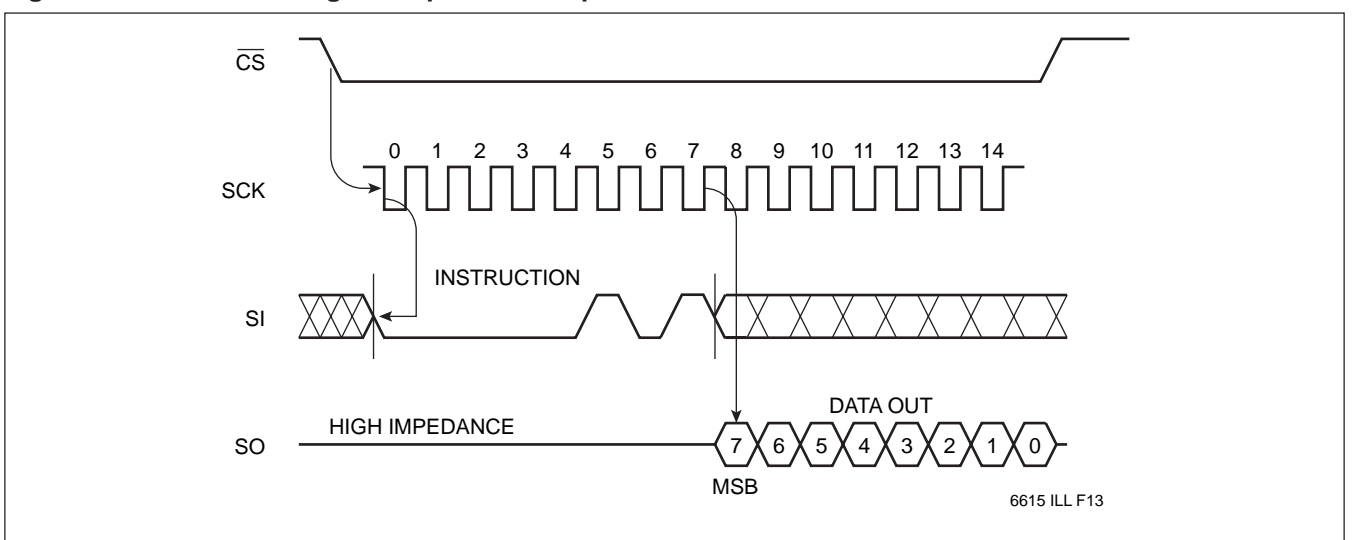 CS
0 1 2 3 4 5 6 7 8 9 10 11 12 13 14
SCK
INSTRUCTION
SI
DATA OUT
HIGH IMPEDANCE
SO
7 6 5 4 3 2 1 0
MSB
6615 ILL F13